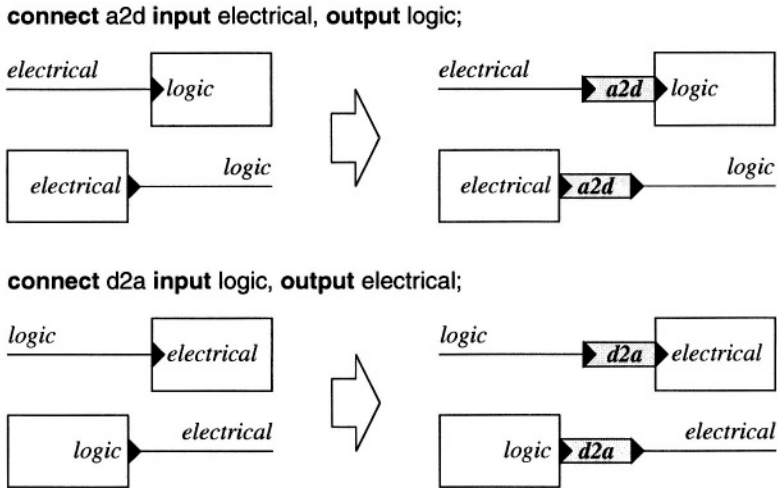 connect a2d input electrical, output logic;
electrical
logic
electrical
a2d
logic
electrical
logic
electrical
a2d
logic
connect d2a input logic, output electrical;
logic
electrical
logic
d2a
electrical
logic
electrical
logic
d2a
electrical